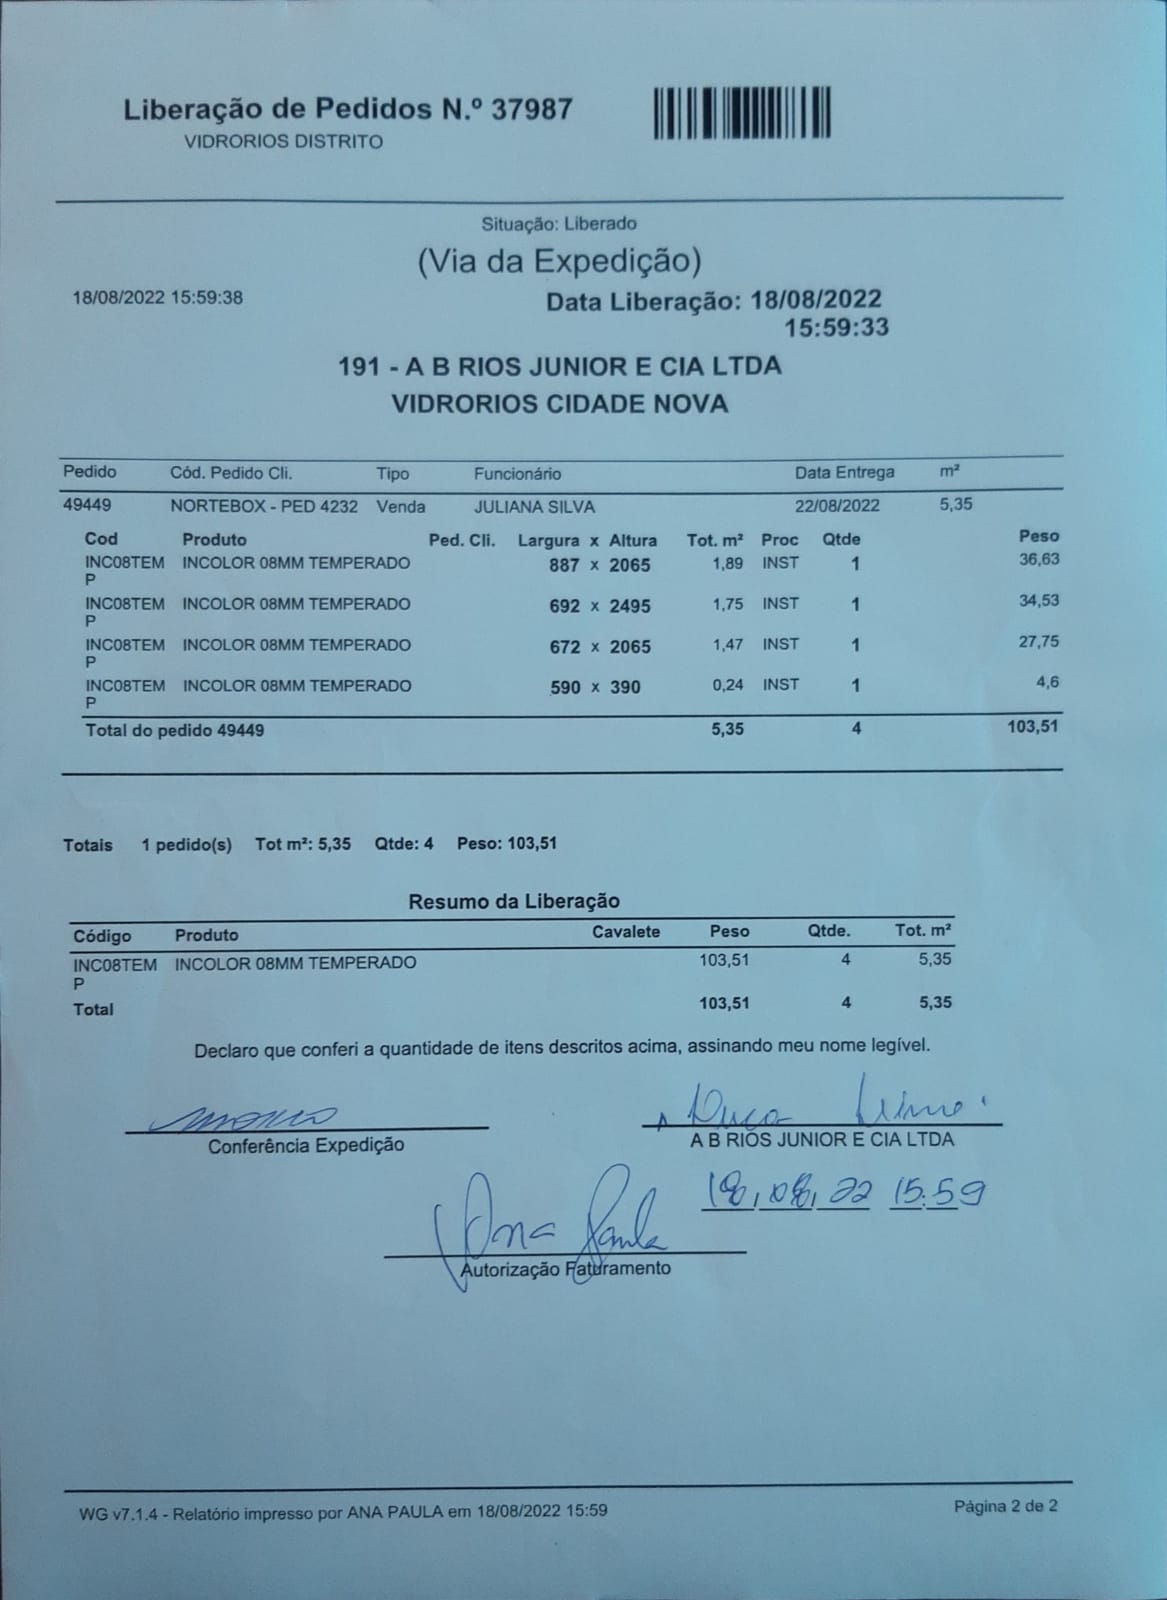 Liberação de Pedidos N.º 37987
VIDRORIOS DISTRITO
Situação: Liberado
(Via da Expedição)
18/08/2022 15:59:38 Data Liberação: 18/08/2022
15:59:33
191 - A B RIOS JUNIOR E CIA LTDA
VIDRORIOS CIDADE NOVA
Pedido Cód. Pedido Cli. Tipo Funcionário Data Entrega m²
49449 NORTEBOX - PED 4232 Venda JULIANA SILVA 22/08/2022 5,35
Cod Produto Ped. Cli. Largura x Altura Tot. m² Proc Qtde Peso
INC08TEM INCOLOR 08MM TEMPERADO 887 x 2065 1,89 INST 1 36,63
P
INC08TEM INCOLOR 08MM TEMPERADO 692 x 2495 1,75 INST 1 34,53
P
INC08TEM INCOLOR 08MM TEMPERADO 672 x 2065 1,47 INST 1 27,75
P
INC08TEM INCOLOR 08MM TEMPERADO 590 x 390 0,24 INST 1 4,6
P
Total do pedido 49449 5,35 4 103,51
Totais 1 pedido(s) Tot m²: 5,35 Qtde: 4 Peso: 103,51
Resumo da Liberação
Código Produto Cavalete Peso Qtde. Tot. m²
INC08TEM INCOLOR 08MM TEMPERADO 103,51 4 5,35
P
Total 103,51 4 5,35
Declaro que conferi a quantidade de itens descritos acima, assinando meu nome legível.
Conferência Expedição A B RIOS JUNIOR E CIA LTDA
18,08,22 15:59
Ana Paula
Autorização Faturamento
WG v7.1.4 - Relatório impresso por ANA PAULA em 18/08/2022 15:59 Página 2 de 2